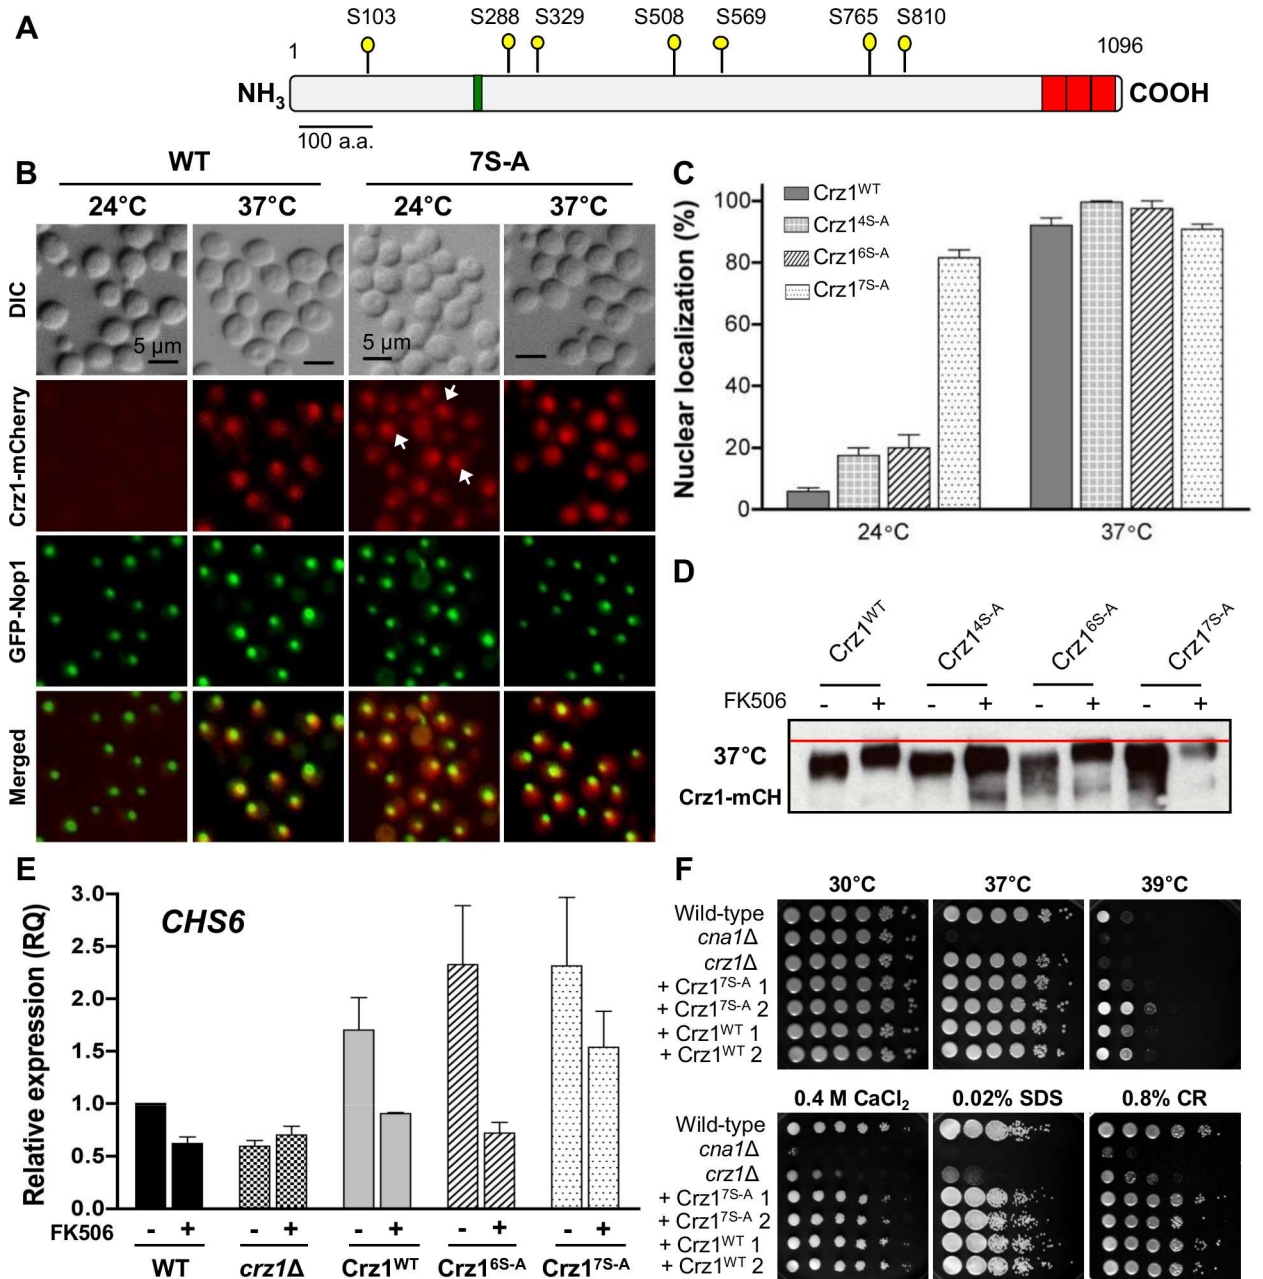 A
S103 S288 S329 S508 S569 S765 S810
1 1096
NH3 COOH
100 a.a.
B
WT 7S-A
24°C 37°C 24°C 37°C
DIC
5 µm 5 µm
Crz1-mCherry
GFP-Nop1
Merged
C
Nuclear localization (%)
100
80
60
40
20
0
Crz1WT
Crz14S-A
Crz16S-A
Crz17S-A
24°C 37°C
D
Crz1WT Crz14S-A Crz16S-A Crz17S-A
FK506 - + - + - + - +
37°C
Crz1-mCH
E
CHS6
Relative expression (RQ)
3.0
2.5
2.0
1.5
1.0
0.5
0.0
FK506 - + - + - + - + - +
WT crz1Δ Crz1WT Crz16S-A Crz17S-A
F
30°C 37°C 39°C
Wild-type
cna1Δ
crz1Δ
+ Crz17S-A 1
+ Crz17S-A 2
+ Crz1WT 1
+ Crz1WT 2
0.4 M CaCl2 0.02% SDS 0.8% CR
Wild-type
cna1Δ
crz1Δ
+ Crz17S-A 1
+ Crz17S-A 2
+ Crz1WT 1
+ Crz1WT 2